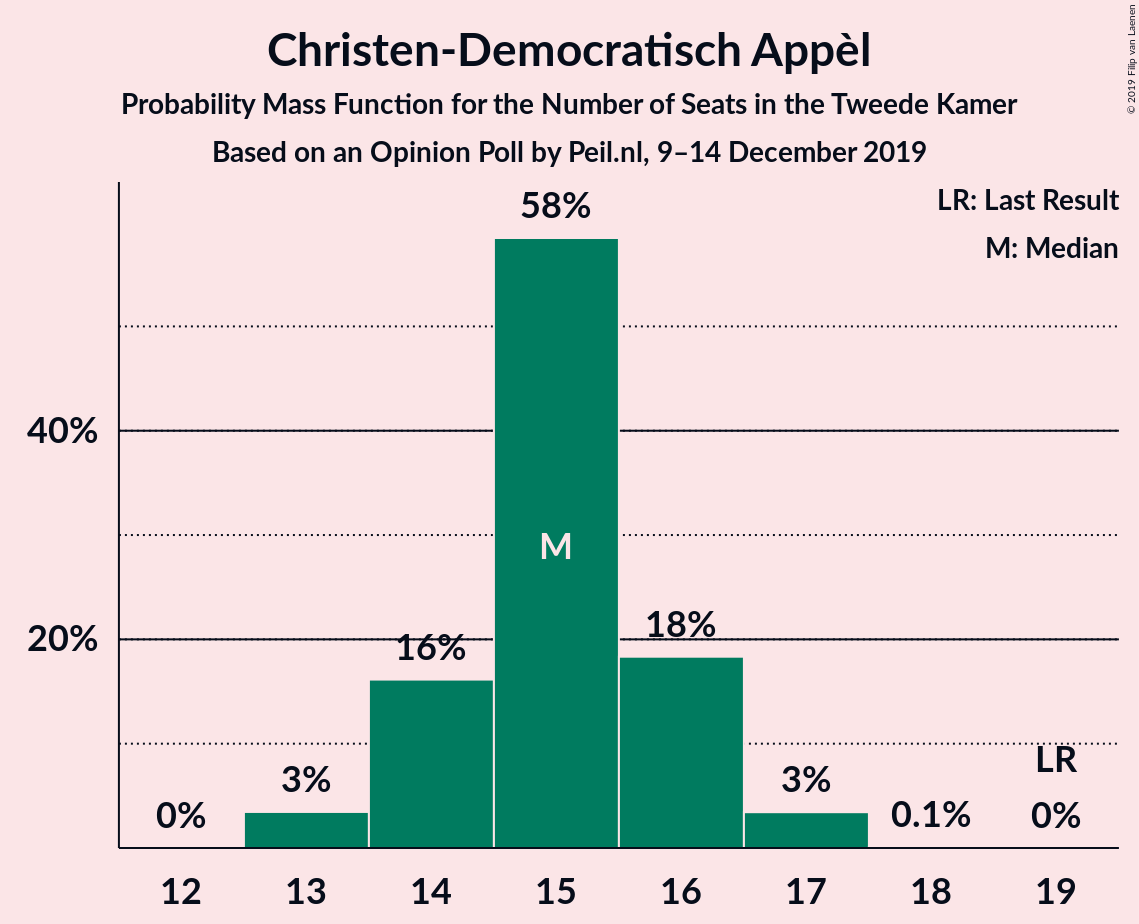 Christen-Democratisch Appèl
Probability Mass Function for the Number of Seats in the Tweede Kamer
Based on an Opinion Poll by Peil.nl, 9–14 December 2019
© 2019 Filip van Laenen
LR: Last Result
M: Median
58%
40%
M
20%
16%
18%
3%
3%
LR
0%
0.1%
0%
12 13 14 15 16 17 18 19